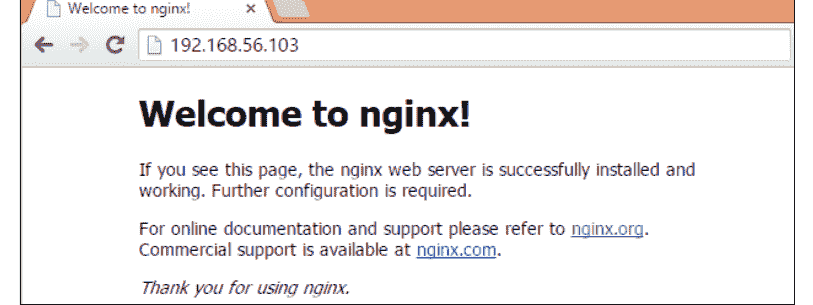 Welcome to nginx!
192.168.56.103
Welcome to nginx!
If you see this page, the nginx web server is successfully installed and
working. Further configuration is required.
For online documentation and support please refer to nginx.org.
Commercial support is available at nginx.com.
Thank you for using nginx.